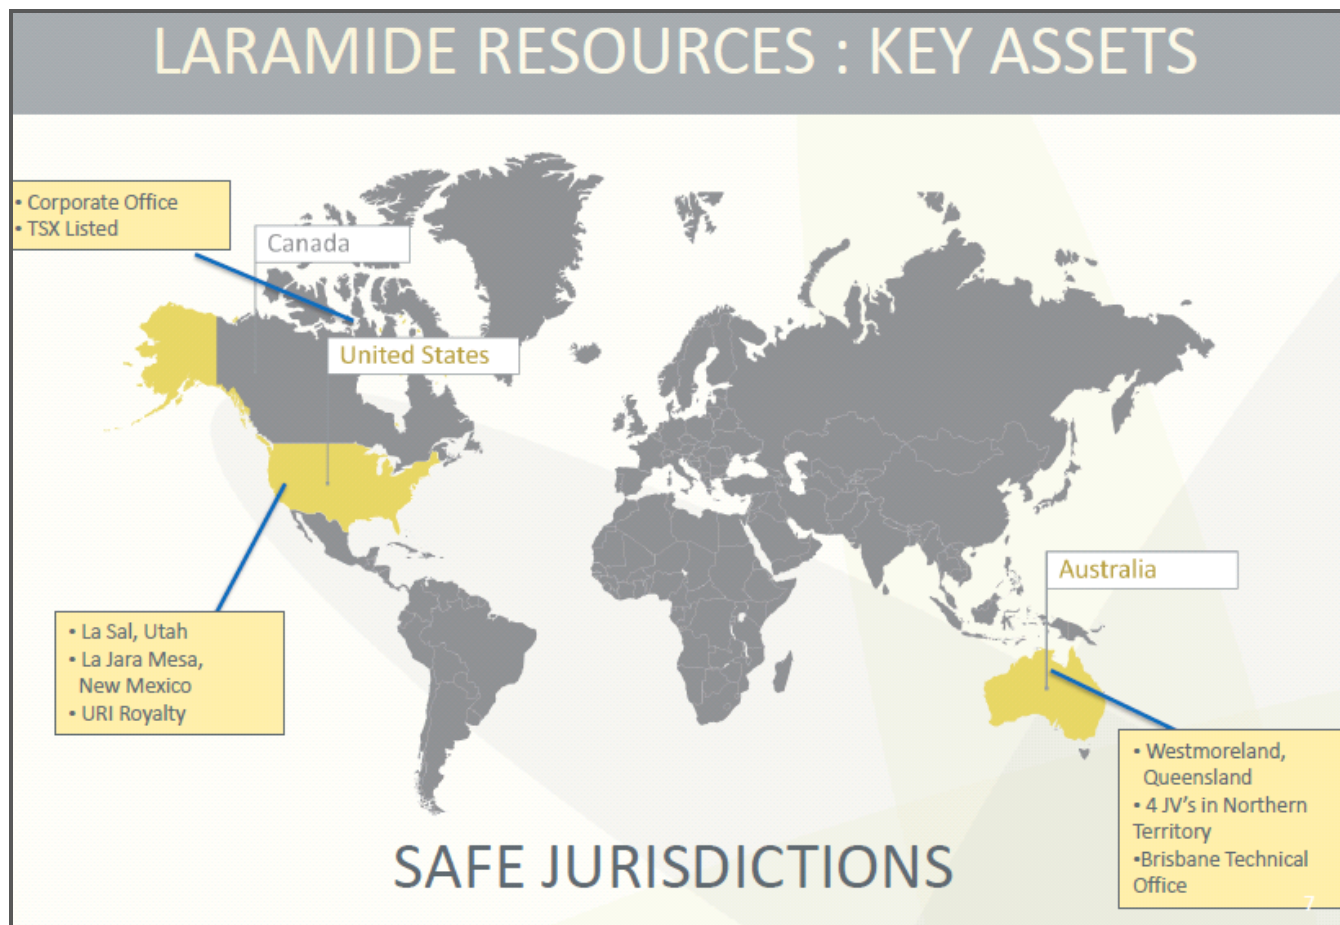 LARAMIDE RESOURCES : KEY ASSETS
• Corporate Office
• TSX Listed
Canada
United States
Australia
• La Sal, Utah
• La Jara Mesa,
New Mexico
• URI Royalty
• Westmoreland,
Queensland
• 4 JV's in Northern
Territory
•Brisbane Technical
Office
SAFE JURISDICTIONS
7